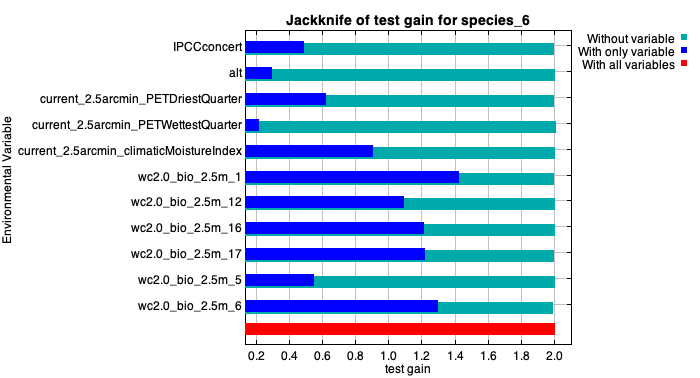 Jackknife of test gain for species_6
Without variable
With only variable
With all variables
Environmental Variable
IPCCconcert
alt
current_2.5arcmin_PETDriestQuarter
current_2.5arcmin_PETWettestQuarter
current_2.5arcmin_climaticMoistureIndex
wc2.0_bio_2.5m_1
wc2.0_bio_2.5m_12
wc2.0_bio_2.5m_16
wc2.0_bio_2.5m_17
wc2.0_bio_2.5m_5
wc2.0_bio_2.5m_6
0.2 0.4 0.6 0.8 1.0 1.2 1.4 1.6 1.8 2.0
test gain